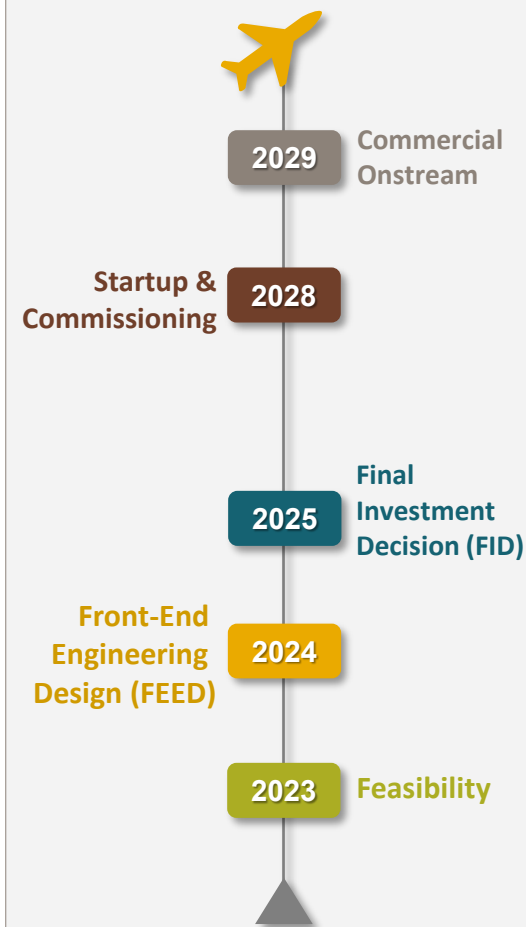 2029
Commercial
Onstream
Startup &
Commissioning
2028
Final
Investment
Decision (FID)
2025
Front-End
Engineering
Design (FEED)
2024
2023
Feasibility